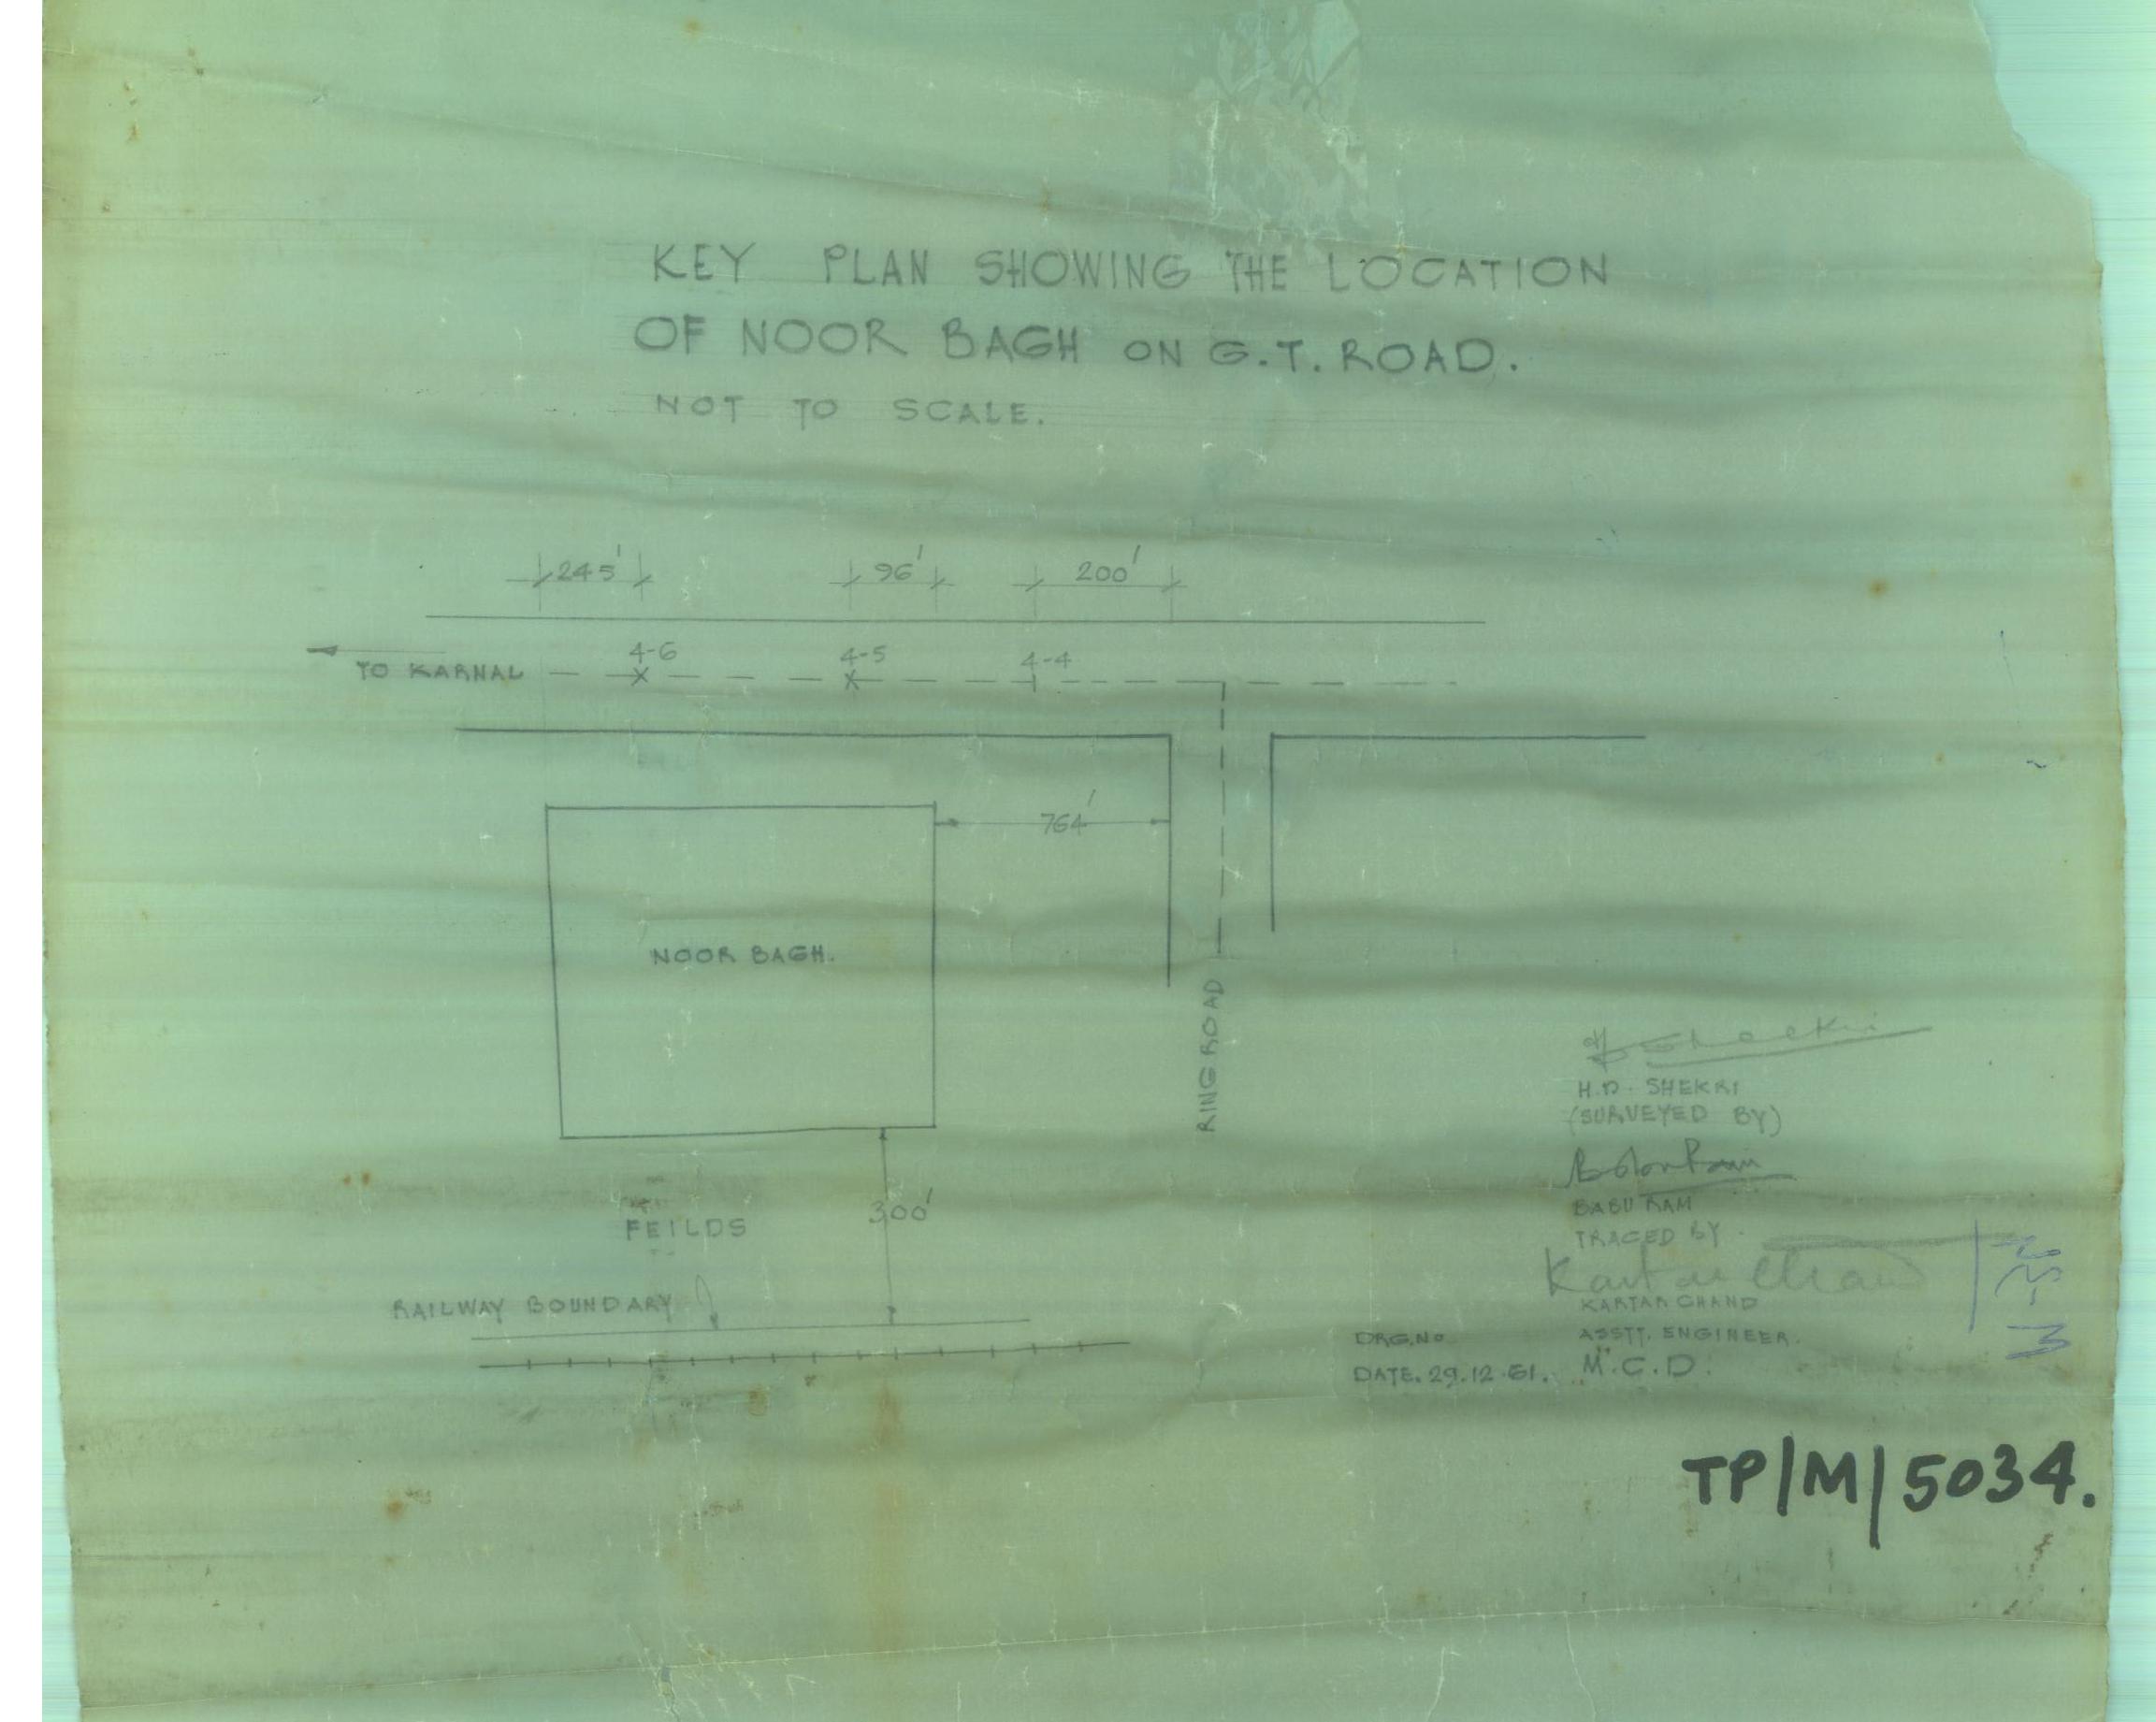 KEY PLAN SHOWING THE LOCATION
OF NOOR BAGH ON G.T. ROAD.
NOT TO SCALE.
245' 96' 200'
4-6 4-5 4-4
TO KARNAL
764'
NOOR BAGH.
RING ROAD
300'
FEILDS
RAILWAY BOUNDARY
H.D. SHEKRI
(SURVEYED BY)
BABU RAM
TRACED BY
Kartar Chand
KARTAR CHAND
ASSTT. ENGINEER.
M.C.D.
DRG.No.
DATE. 29.12.61.
TP/M/5034.